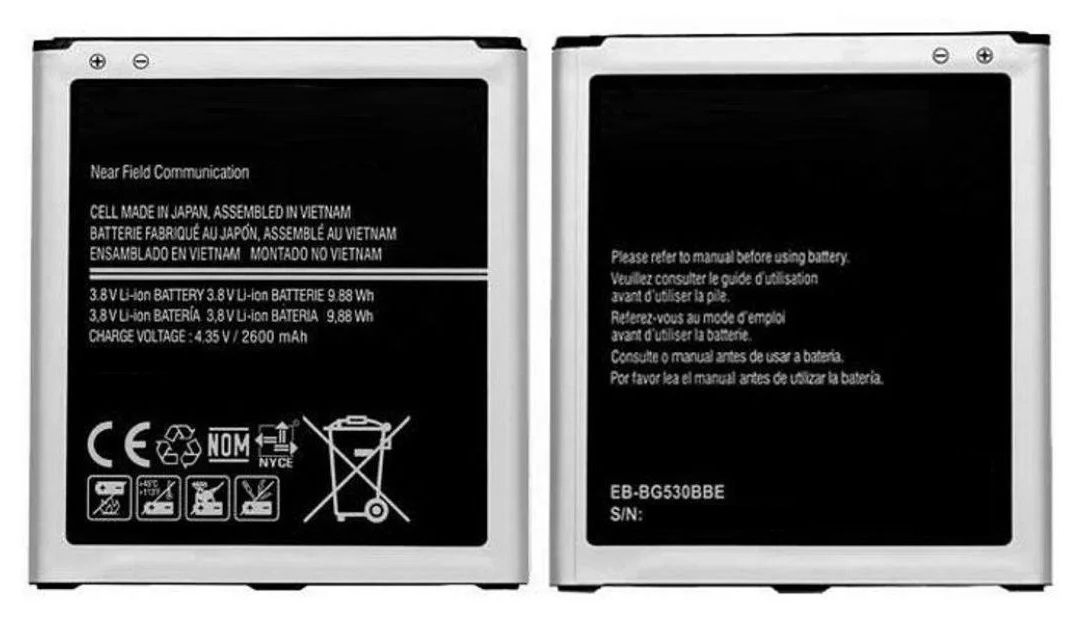 Near Field Communication
CELL MADE IN JAPAN, ASSEMBLED IN VIETNAM
BATTERIE FABRIQUÉ AU JAPÓN, ASSEMBLÉ AU VIETNAM
ENSAMBLADO EN VIETNAM MONTADO NO VIETNAM
3.8 V Li-ion BATTERY 3.8 V Li-ion BATTERIE 9.88 Wh
3,8 V Li-ion BATERÍA 3,8 V Li-ion BATERIA 9,88 Wh
CHARGE VOLTAGE : 4.35 V / 2600 mAh
CE NOM NYCE
+45°C
+113°F
Please refer to manual before using battery.
Veuillez consulter le guide d'utilisation
avant d'utiliser la pile.
Referez-vous au mode d'emploi
avant d'utiliser la batterie.
Consulte o manual antes de usar a bateria.
Por favor lea el manual antes de utilizar la batería.
EB-BG530BBE
S/N: